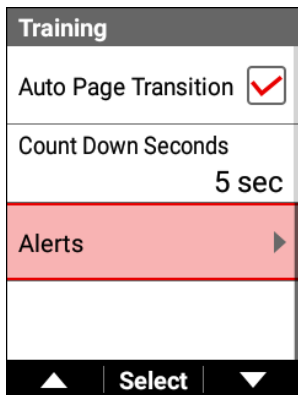 Training
Auto Page Transition
Count Down Seconds
5 sec
Alerts
Select